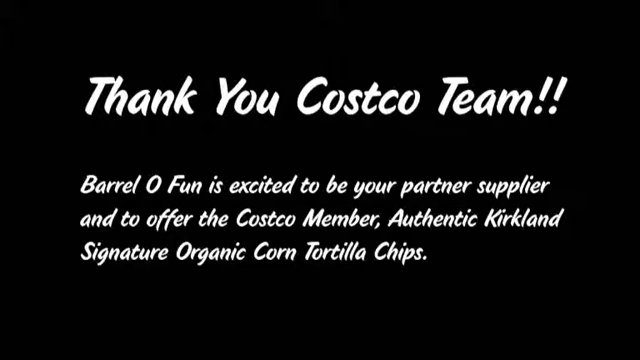 Thank You Costco Team!!
Barrel O Fun is excited to be your partner supplier
and to offer the Costco Member, Authentic Kirkland
Signature Organic Corn Tortilla Chips.